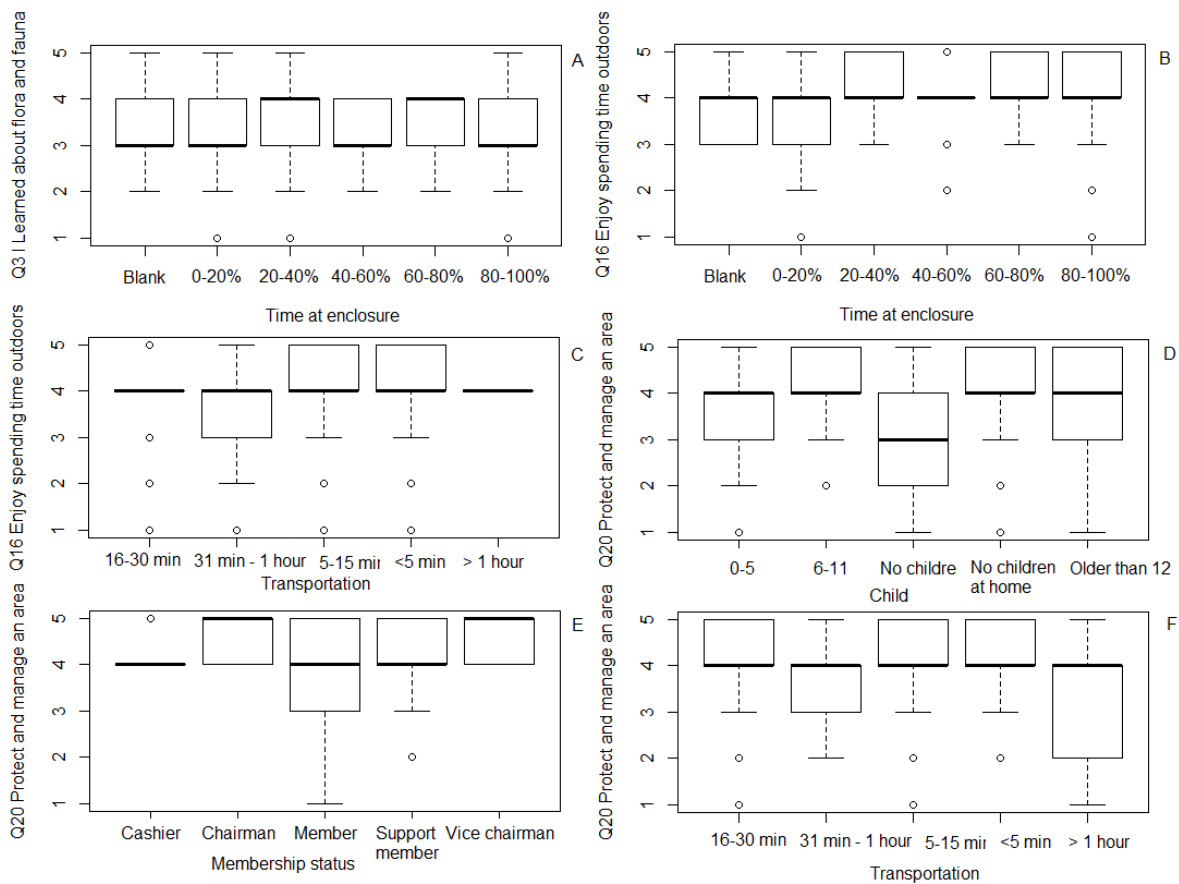 Q3 I Learned about flora and fauna
5
4
3
2
1
A
Blank 0-20% 20-40% 40-60% 60-80% 80-100%
Time at enclosure
Q16 Enjoy spending time outdoors
5
4
3
2
1
B
Blank 0-20% 20-40% 40-60% 60-80% 80-100%
Time at enclosure
Q16 Enjoy spending time outdoors
5
4
3
2
1
C
16-30 min 31 min - 1 hour 5-15 min <5 min > 1 hour
Transportation
Q20 Protect and manage an area
5
4
3
2
1
D
0-5 6-11 No childre No children Older than 12
at home
Child
Q20 Protect and manage an area
5
4
3
2
1
E
Cashier Chairman Member Support Vice chairman
member
Membership status
Q20 Protect and manage an area
5
4
3
2
1
F
16-30 min 31 min - 1 hour 5-15 min <5 min > 1 hour
Transportation